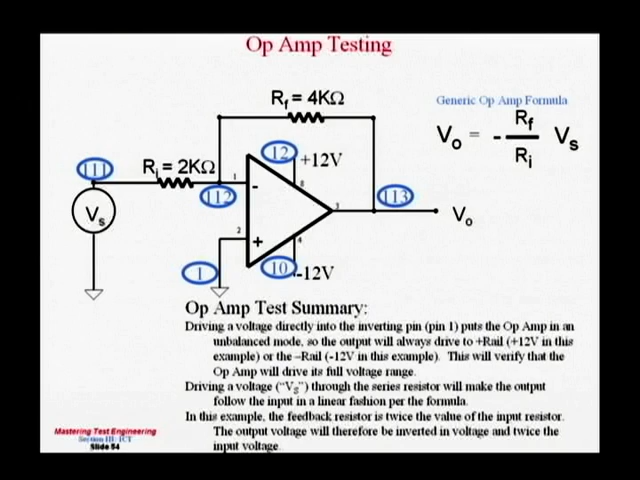 Op Amp Testing
Rf = 4KΩ
Generic Op Amp Formula
Vo = - Rf / Ri Vs
12
+12V
111
Ri = 2KΩ
8
1
-
112
113
Vs
3
Vo
2
+
4
1
10
-12V
Op Amp Test Summary:
Driving a voltage directly into the inverting pin (pin 1) puts the Op Amp in an
unbalanced mode, so the output will always drive to +Rail (+12V in this
example) or the –Rail (-12V in this example). This will verify that the
Op Amp will drive its full voltage range.
Driving a voltage ("Vs") through the series resistor will make the output
follow the input in a linear fashion per the formula.
In this example, the feedback resistor is twice the value of the input resistor.
The output voltage will therefore be inverted in voltage and twice the
input voltage.
Mastering Test Engineering
Section III- ICT
Slide 54